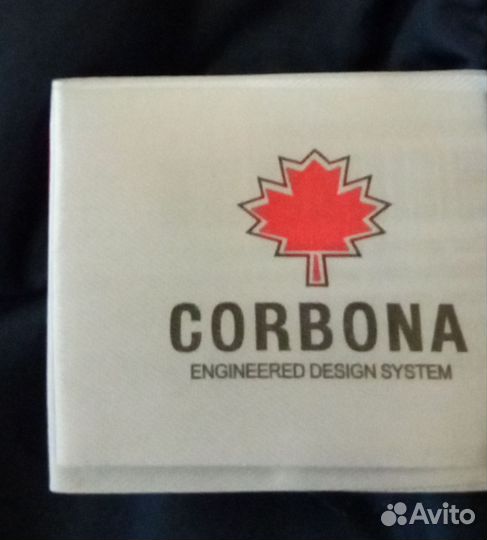 CORBONA
ENGINEERED DESIGN SYSTEM
Avito